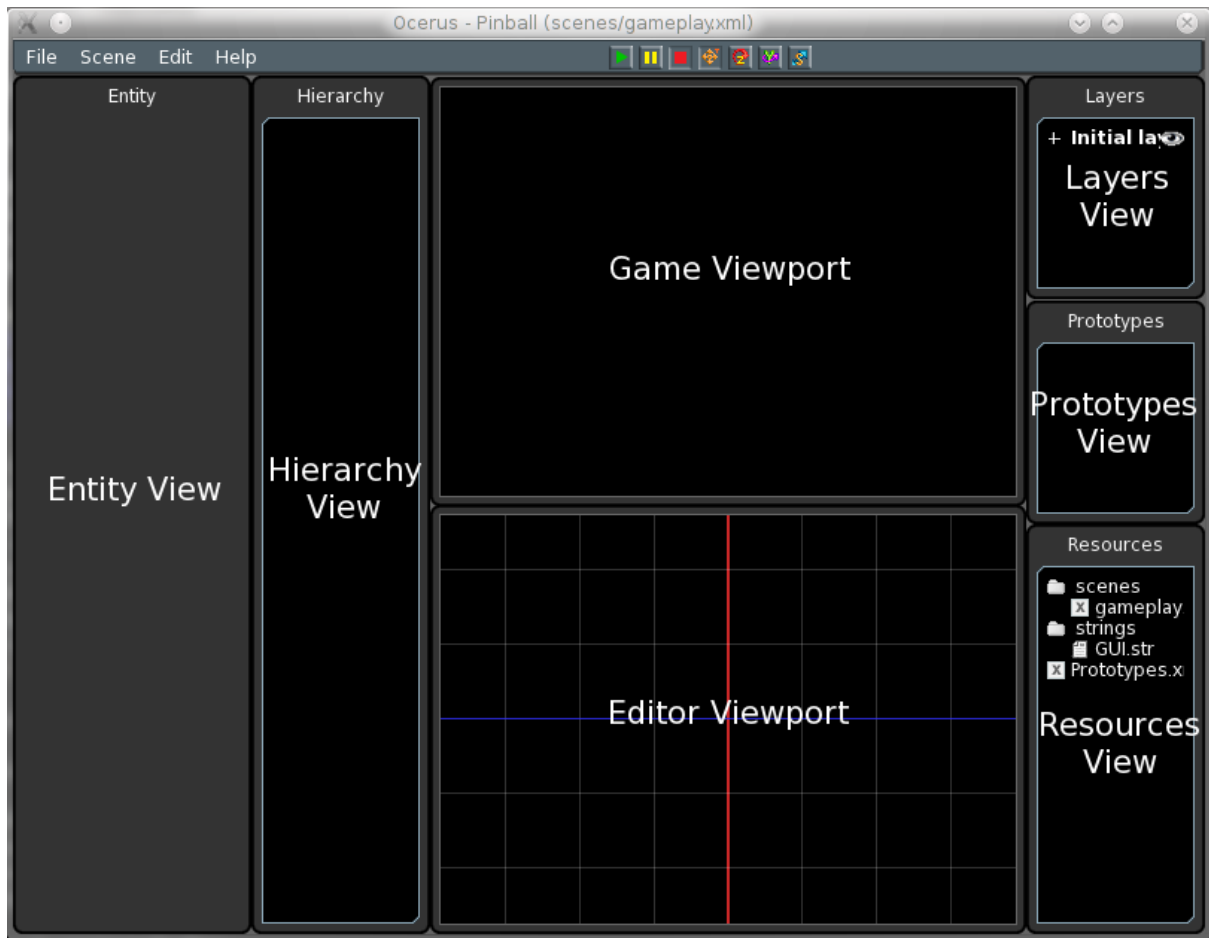 Ocerus - Pinball (scenes/gameplay.xml)
File Scene Edit Help
Entity
Entity View
Hierarchy
Hierarchy
View
Game Viewport
Editor Viewport
Layers
+ Initial la
Layers
View
Prototypes
Prototypes
View
Resources
scenes
X gameplay
strings
GUI.str
X Prototypes.x
Resources
View